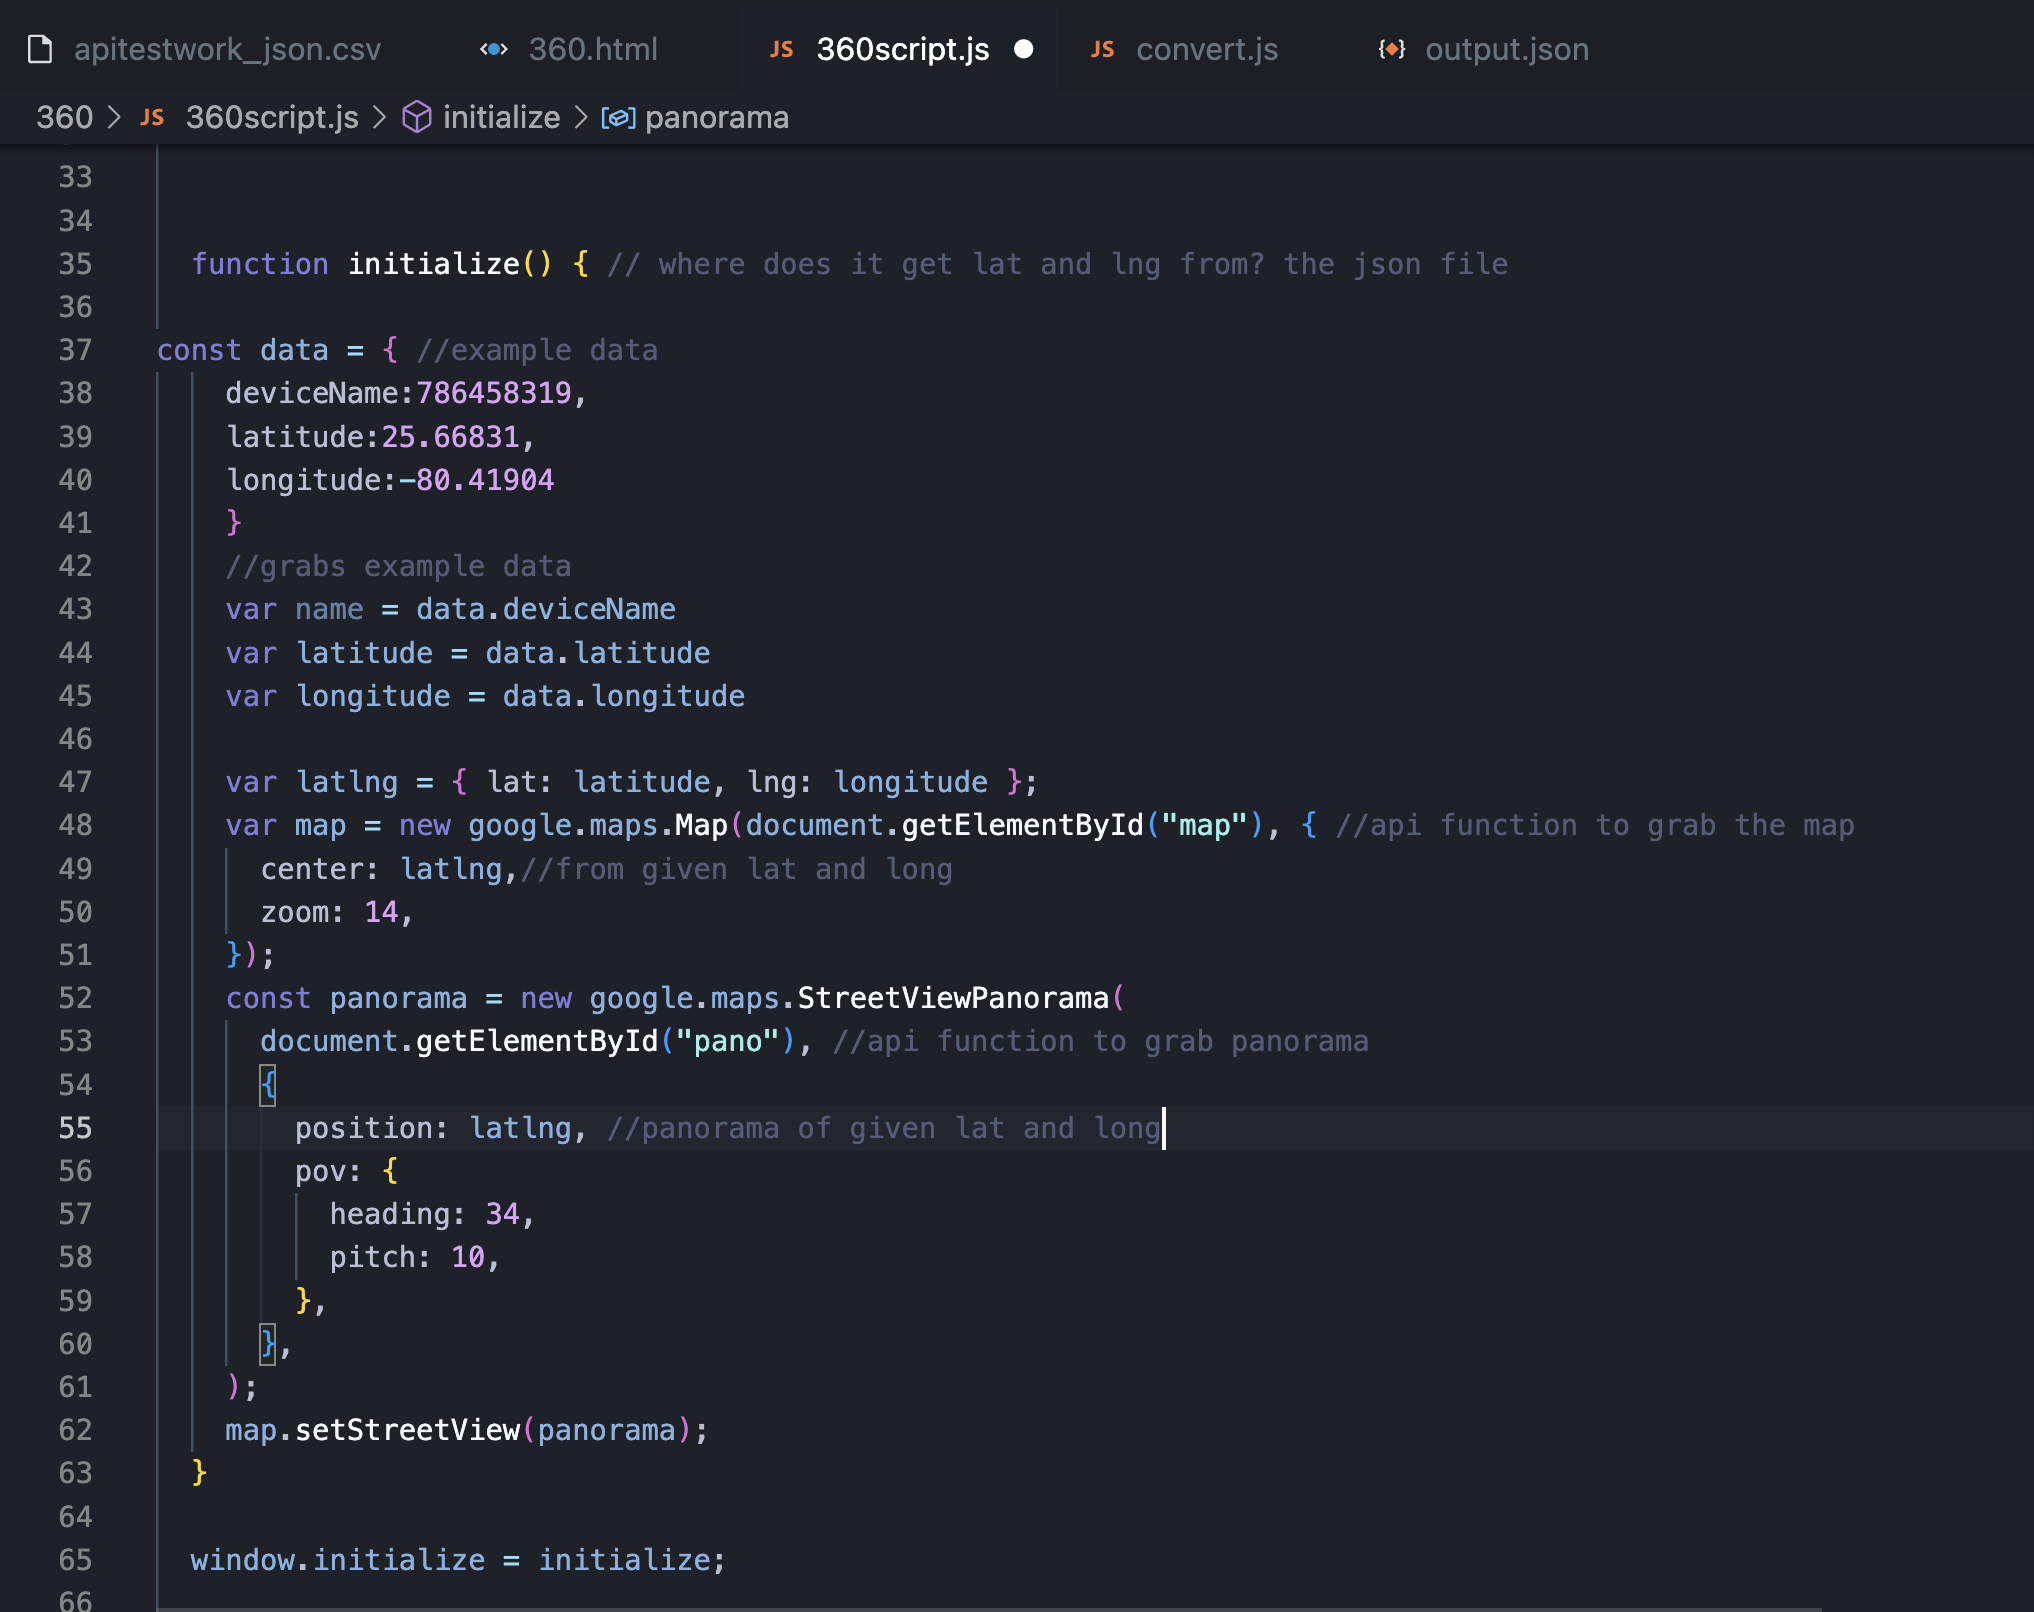 apitestwork_json.csv 360.html JS 360script.js JS convert.js output.json
360 > JS 360script.js > initialize > panorama
33
34
35 function initialize() { // where does it get lat and lng from? the json file
36
37 const data = { //example data
38 deviceName:786458319,
39 latitude:25.66831,
40 longitude:-80.41904
41 }
42 //grabs example data
43 var name = data.deviceName
44 var latitude = data.latitude
45 var longitude = data.longitude
46
47 var latlng = { lat: latitude, lng: longitude };
48 var map = new google.maps.Map(document.getElementById("map"), { //api function to grab the map
49 center: latlng,//from given lat and long
50 zoom: 14,
51 });
52 const panorama = new google.maps.StreetViewPanorama(
53 document.getElementById("pano"), //api function to grab panorama
54 {
55 position: latlng, //panorama of given lat and long
56 pov: {
57 heading: 34,
58 pitch: 10,
59 },
60 },
61 );
62 map.setStreetView(panorama);
63 }
64
65 window.initialize = initialize;
66